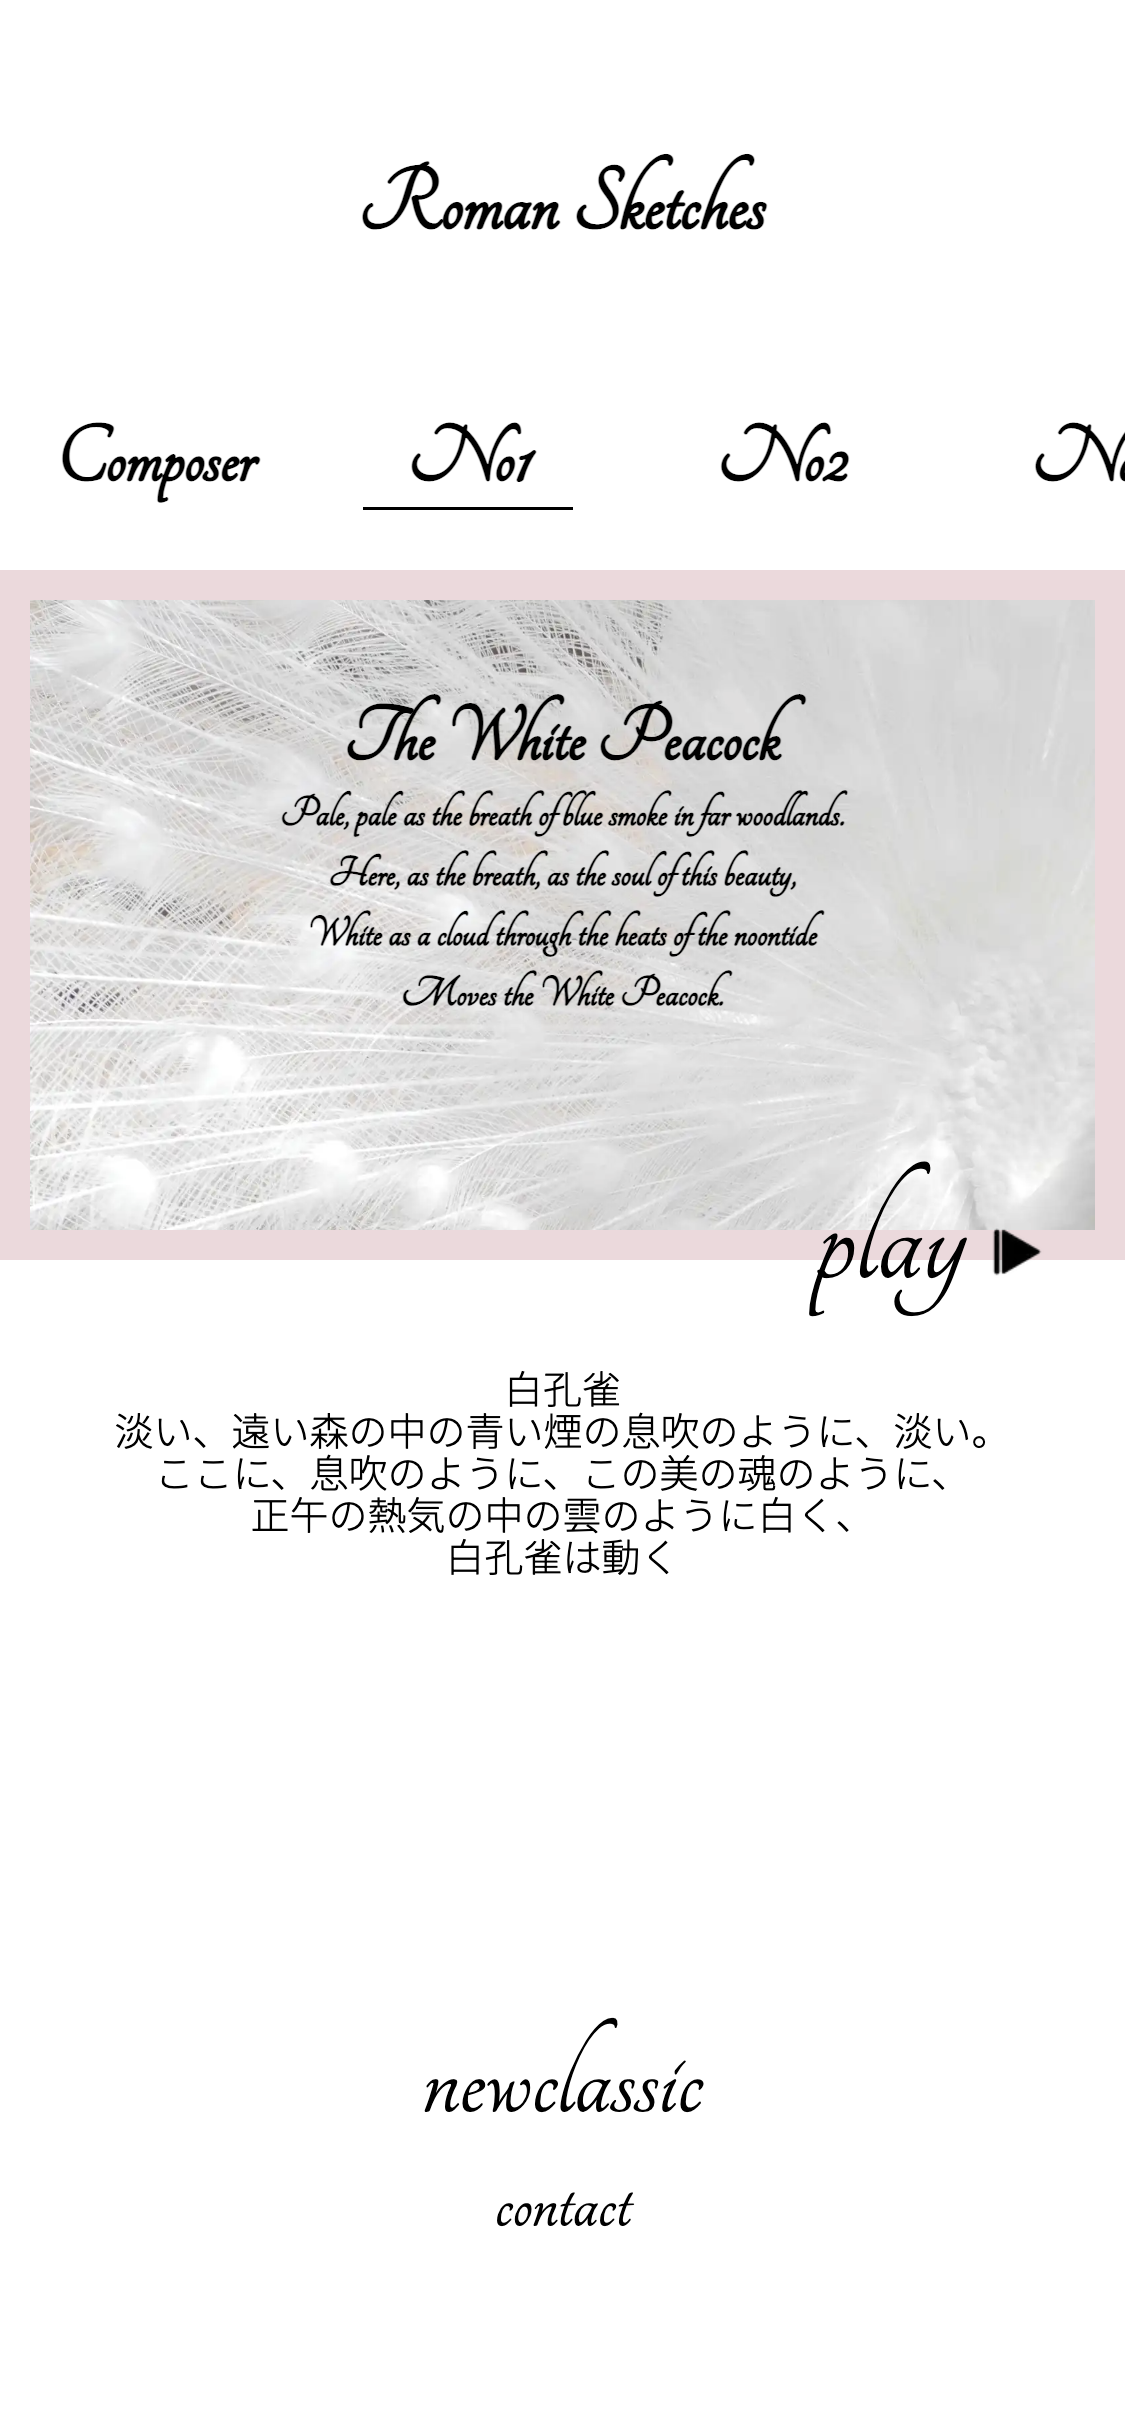 Roman Sketches
Composer No1 No2
The White Peacock
Pale, pale as the breath of blue smoke in far woodlands.
Here, as the breath, as the soul of this beauty,
White as a cloud through the heats of the noontide
Moves the White Peacock.
play
白孔雀
淡い、遠い森の中の青い煙の息吹のように、淡い。
ここに、息吹のように、この美の魂のように、
正午の熱気の中の雲のように白く、
白孔雀は動く
newclassic
contact